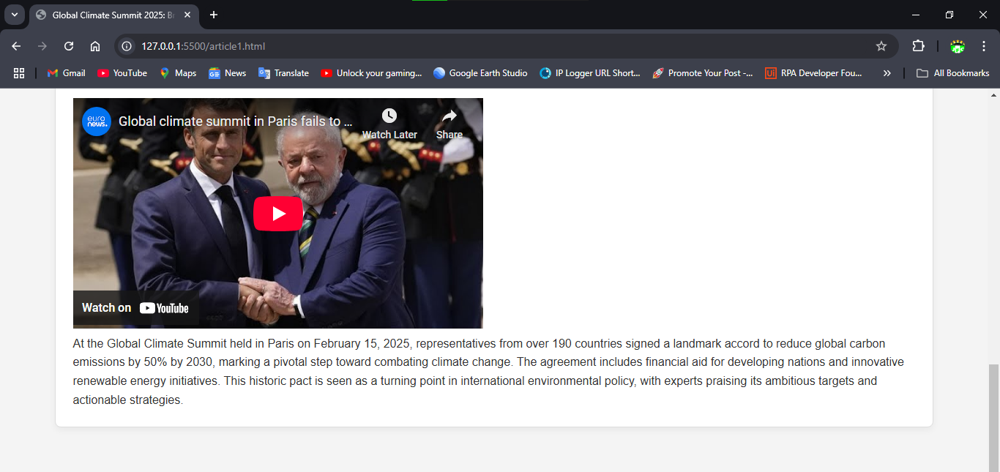 Global Climate Summit 2025: Br
127.0.0.1:5500/article1.html
Gmail YouTube Maps News Translate Unlock your gaming... Google Earth Studio IP Logger URL Short... Promote Your Post -... Ui RPA Developer Fou... » All Bookmarks
euro
news.
Global climate summit in Paris fails to ...
Watch Later Share
Watch on YouTube
At the Global Climate Summit held in Paris on February 15, 2025, representatives from over 190 countries signed a landmark accord to reduce global carbon
emissions by 50% by 2030, marking a pivotal step toward combating climate change. The agreement includes financial aid for developing nations and innovative
renewable energy initiatives. This historic pact is seen as a turning point in international environmental policy, with experts praising its ambitious targets and
actionable strategies.